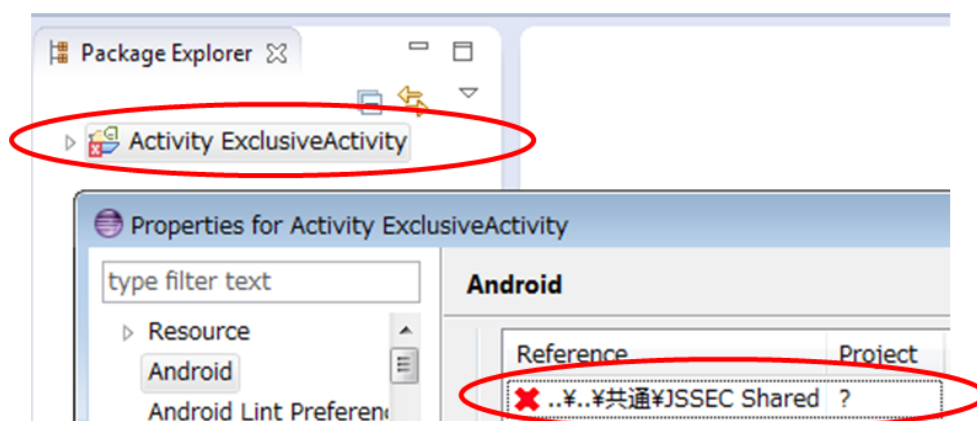 Package Explorer
Activity ExclusiveActivity
Properties for Activity ExclusiveActivity
type filter text
Android
Resource
Android
Android Lint Preferen
Reference Project
..¥..¥共通¥JSSEC Shared ?